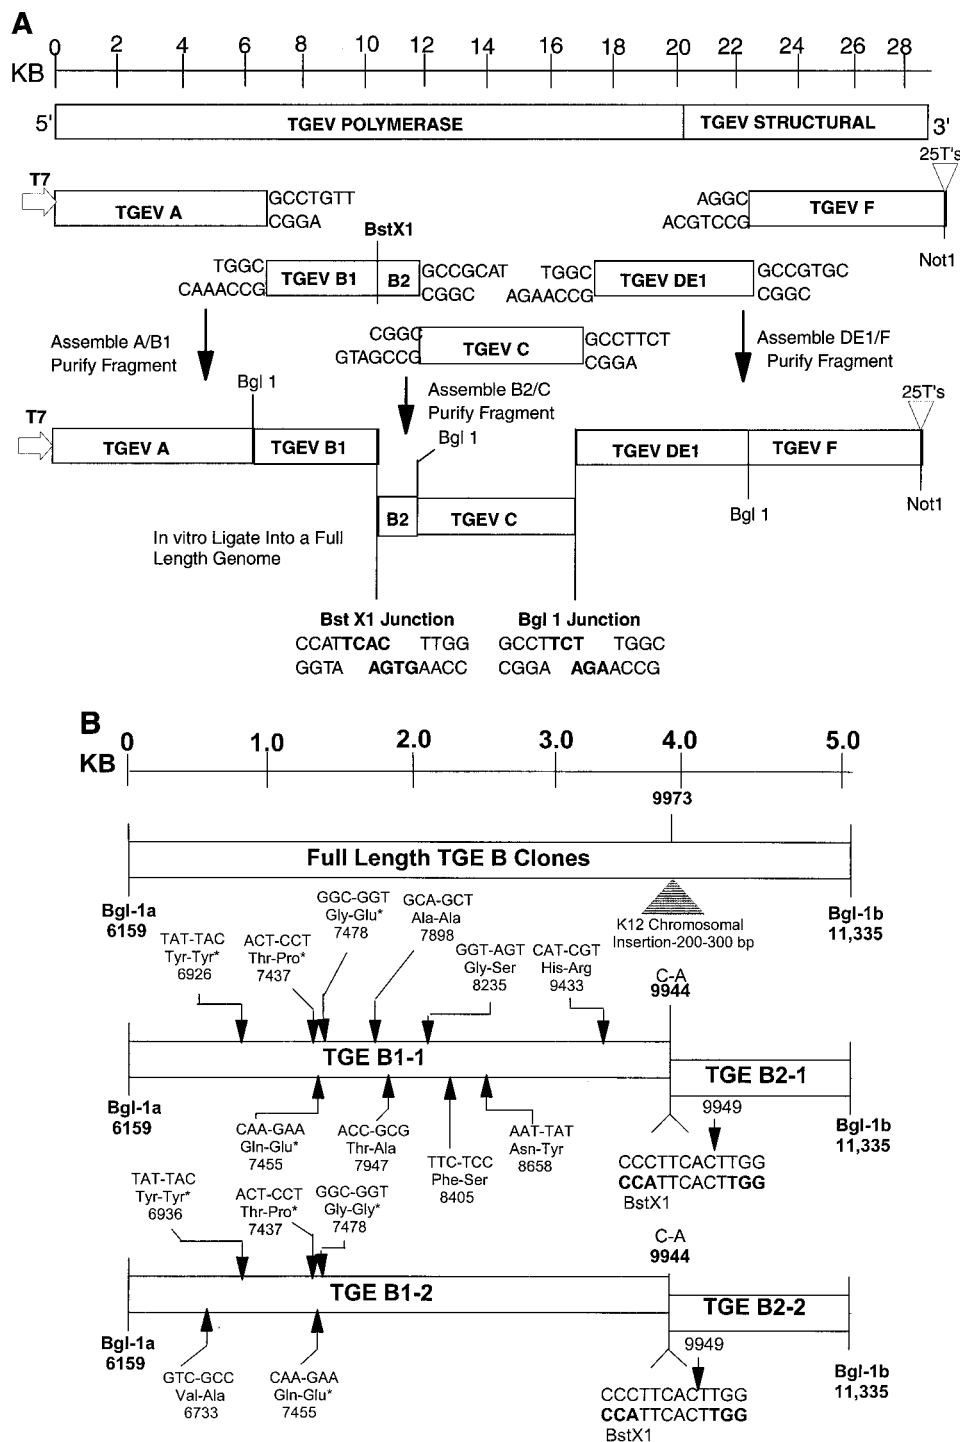 A
0 2 4 6 8 10 12 14 16 18 20 22 24 26 28
KB
5' TGEV POLYMERASE TGEV STRUCTURAL 3'
25T's
T7
TGEV A GCCTGTT
CGGA
AGGC TGEV F
ACGTCCG
BstX1
Not1
TGGC TGEV B1 B2 GCCGCAT
CAAACCG CGGC
TGGC TGEV DE1 GCCGTGC
AGAACCG CGGC
CGGC TGEV C GCCTTCT
GTAGCCG CGGA
Assemble A/B1
Purify Fragment
Assemble DE1/F
Purify Fragment
Bgl 1
Assemble B2/C
Purify Fragment
25T's
T7
Bgl 1
TGEV A TGEV B1 TGEV DE1 TGEV F
Not1
Bgl 1
B2 TGEV C
In vitro Ligate Into a Full
Length Genome
Bst X1 Junction Bgl 1 Junction
CCATTCAC TTGG GCCTTCT TGGC
GGTA AGTGAACC CGGA AGAACCG
B
0 1.0 2.0 3.0 4.0 5.0
KB
9973
Full Length TGE B Clones
Bgl-1a
6159
K12 Chromosomal
Insertion-200-300 bp
Bgl-1b
11,335
TAT-TAC
Tyr-Tyr*
6926
ACT-CCT
Thr-Pro*
7437
GGC-GGT
Gly-Glu*
7478
GCA-GCT
Ala-Ala
7898
GGT-AGT
Gly-Ser
8235
CAT-CGT
His-Arg
9433
C-A
9944
TGE B1-1
TGE B2-1
Bgl-1a
6159
Bgl-1b
11,335
CAA-GAA
Gln-Glu*
7455
ACC-GCG
Thr-Ala
7947
TTC-TCC
Phe-Ser
8405
AAT-TAT
Asn-Tyr
8658
9949
CCCTTCACTTGG
CCATTCACTTGG
BstX1
TAT-TAC
Tyr-Tyr*
6936
ACT-CCT
Thr-Pro*
7437
GGC-GGT
Gly-Gly*
7478
C-A
9944
TGE B1-2
TGE B2-2
Bgl-1a
6159
Bgl-1b
11,335
GTC-GCC
Val-Ala
6733
CAA-GAA
Gln-Glu*
7455
9949
CCCTTCACTTGG
CCATTCACTTGG
BstX1